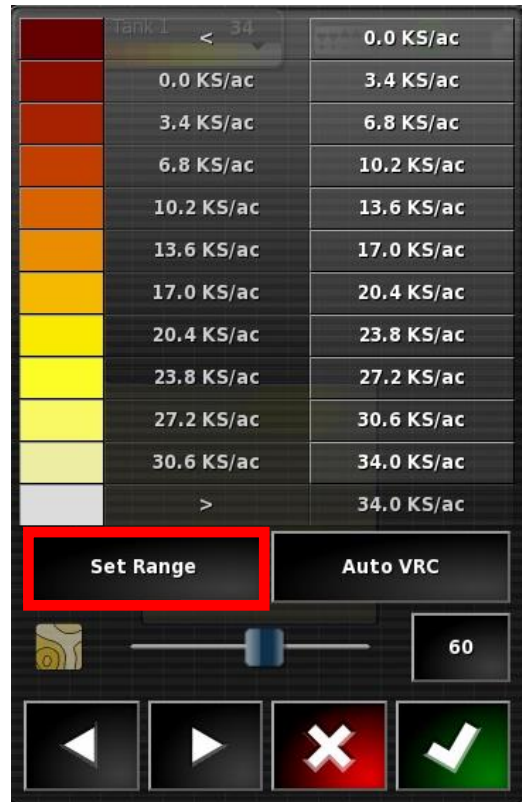 Tank 1 34
< 0.0 KS/ac
0.0 KS/ac 3.4 KS/ac
3.4 KS/ac 6.8 KS/ac
6.8 KS/ac 10.2 KS/ac
10.2 KS/ac 13.6 KS/ac
13.6 KS/ac 17.0 KS/ac
17.0 KS/ac 20.4 KS/ac
20.4 KS/ac 23.8 KS/ac
23.8 KS/ac 27.2 KS/ac
27.2 KS/ac 30.6 KS/ac
30.6 KS/ac 34.0 KS/ac
> 34.0 KS/ac
Set Range Auto VRC
60